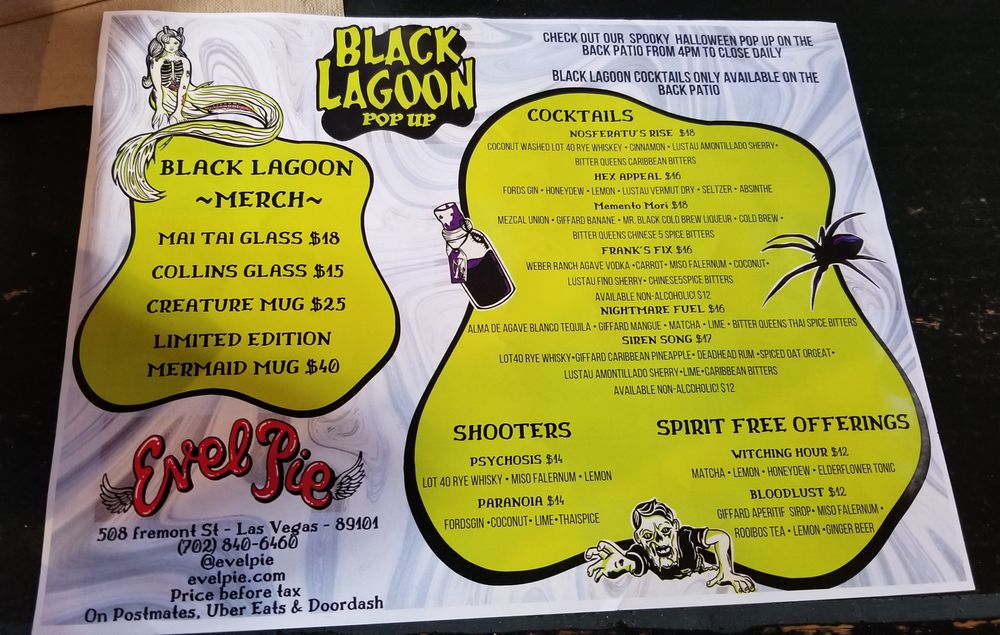 BLACK
LAGOON
POP UP
CHECK OUT OUR SPOOKY HALLOWEEN POP UP ON THE
BACK PATIO FROM 4PM TO CLOSE DAILY
BLACK LAGOON COCKTAILS ONLY AVAILABLE ON THE
BACK PATIO
BLACK LAGOON
~MERCH~
MAI TAI GLASS $18
COLLINS GLASS $15
CREATURE MUG $25
LIMITED EDITION
MERMAID MUG $40
COCKTAILS
NOSFERATU'S RISE $18
COCONUT WASHED LOT 40 RYE WHISKEY • CINNAMON • LUSTAU AMONTILLADO SHERRY•
BITTER QUEENS CARIBBEAN BITTERS
HEX APPEAL $16
FORDS GIN • HONEYDEW • LEMON • LUSTAU VERMUT DRY • SELTZER • ABSINTHE
Memento Mori $18
MEZCAL UNION • GIFFARD BANANE • MR. BLACK COLD BREW LIQUEUR • COLD BREW •
BITTER QUEENS CHINESE 5 SPICE BITTERS
FRANK'S FIX $16
WEBER RANCH AGAVE VODKA •CARROT• MISO FALERNUM • COCONUT•
LUSTAU FINO SHERRY• CHINESE5SPICE BITTERS
AVAILABLE NON-ALCOHOLIC! $12
NIGHTMARE FUEL $16
ALMA DE AGAVE BLANCO TEQUILA • GIFFARD MANGUE • MATCHA • LIME • BITTER QUEENS THAI SPICE BITTERS
SIREN SONG $17
LOT40 RYE WHISKY•GIFFARD CARIBBEAN PINEAPPLE• DEADHEAD RUM •SPICED OAT ORGEAT•
LUSTAU AMONTILLADO SHERRY•LIME•CARIBBEAN BITTERS
AVAILABLE NON-ALCOHOLIC! $12
SHOOTERS
PSYCHOSIS $14
LOT 40 RYE WHISKY • MISO FALERNUM • LEMON
PARANOIA $14
FORDSGIN •COCONUT• LIME•THAISPICE
SPIRIT FREE OFFERINGS
WITCHING HOUR $12
MATCHA • LEMON • HONEYDEW • ELDERFLOWER TONIC
BLOODLUST $12
GIFFARD APERITIF SIROP• MISO FALERNUM •
ROOIBOS TEA • LEMON •GINGER BEER
Evel Pie
508 fremont St - Las Vegas - 89101
(702) 840-6460
@evelpie
evelpie.com
Price before tax
On Postmates, Uber Eats & Doordash